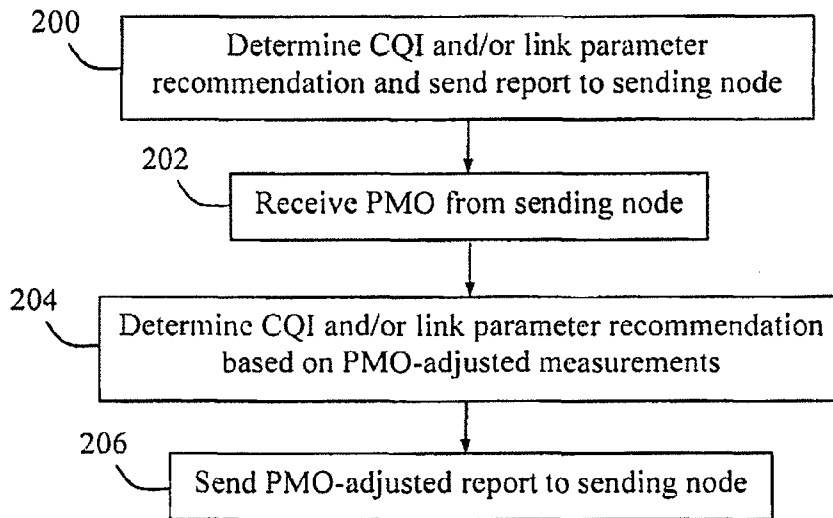 200
Determine CQI and/or link parameter
recommendation and send report to sending node
202
Receive PMO from sending node
204
Determine CQI and/or link parameter recommendation
based on PMO-adjusted measurements
206
Send PMO-adjusted report to sending node